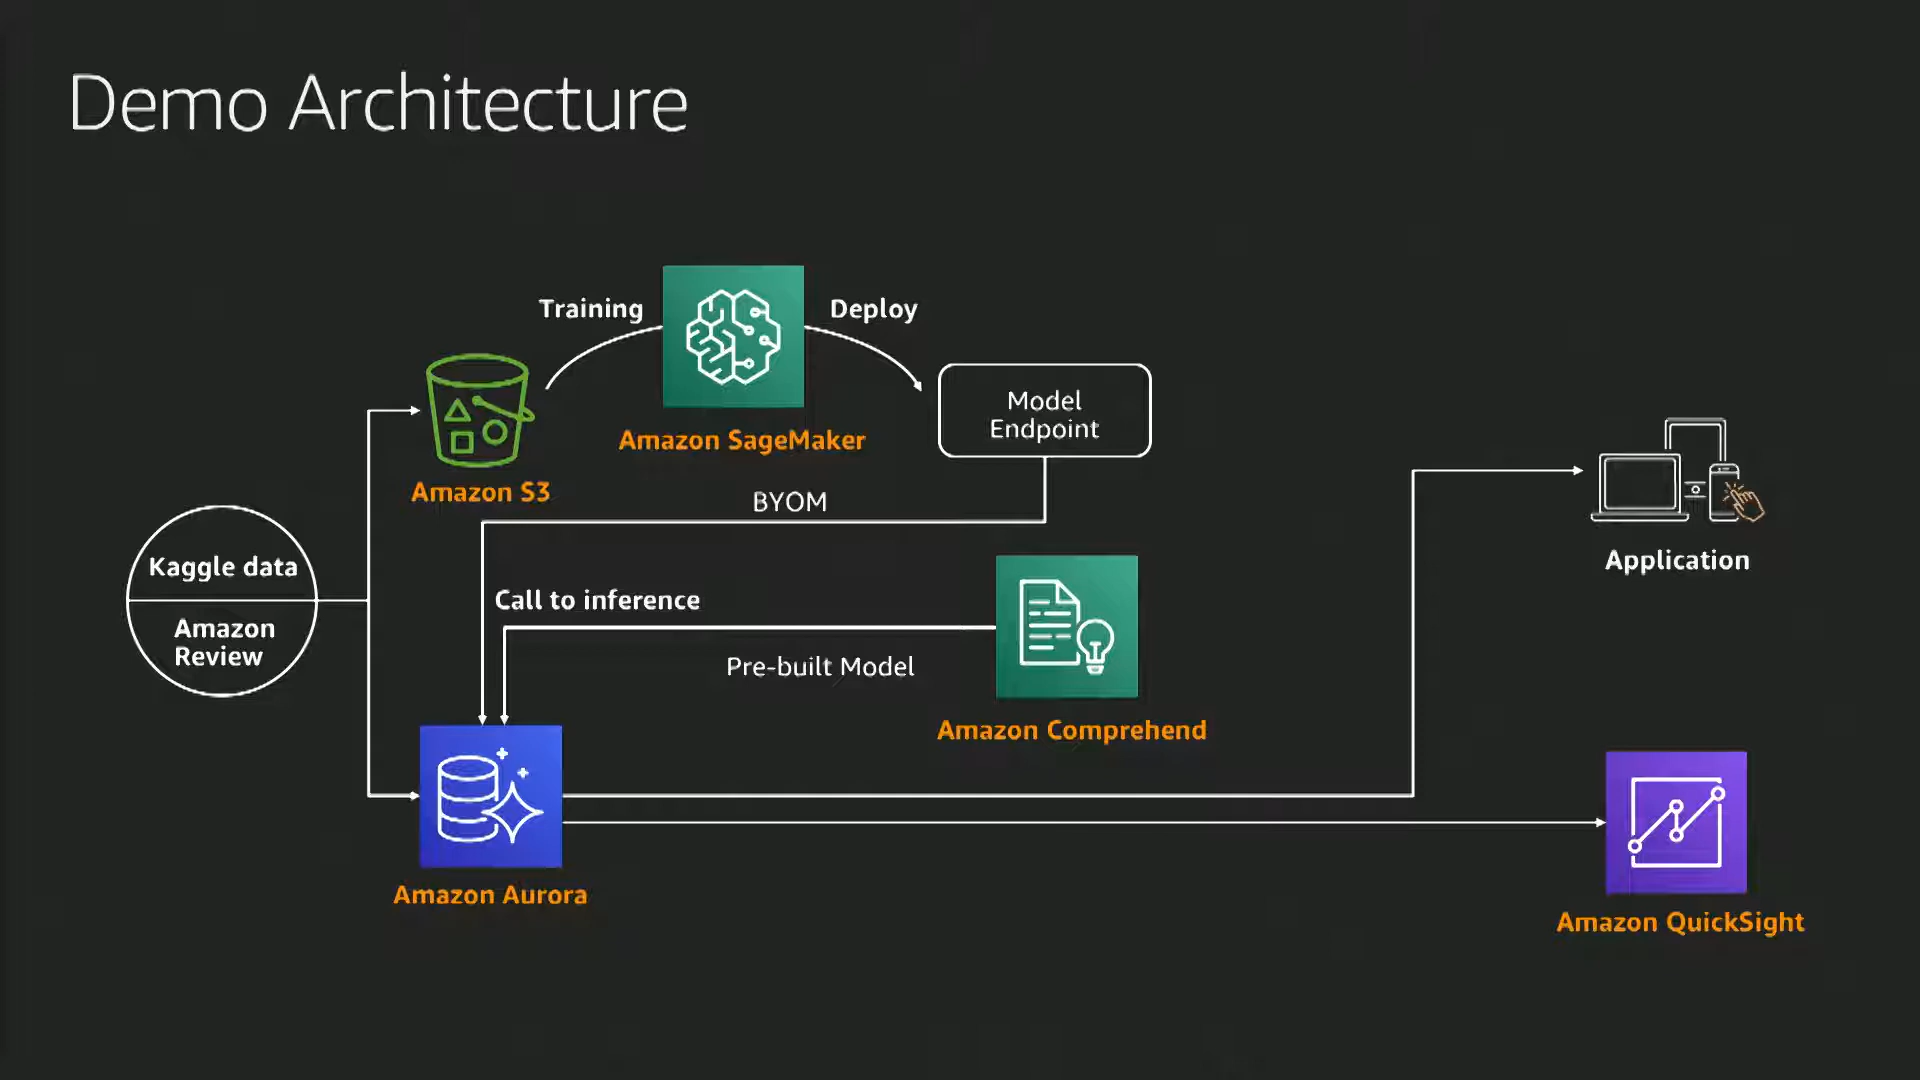 Demo Architecture
Training
Deploy
Model
Endpoint
Amazon SageMaker
Amazon S3
BYOM
Kaggle data
Amazon
Review
Call to inference
Pre-built Model
Amazon Comprehend
Application
Amazon Aurora
Amazon QuickSight